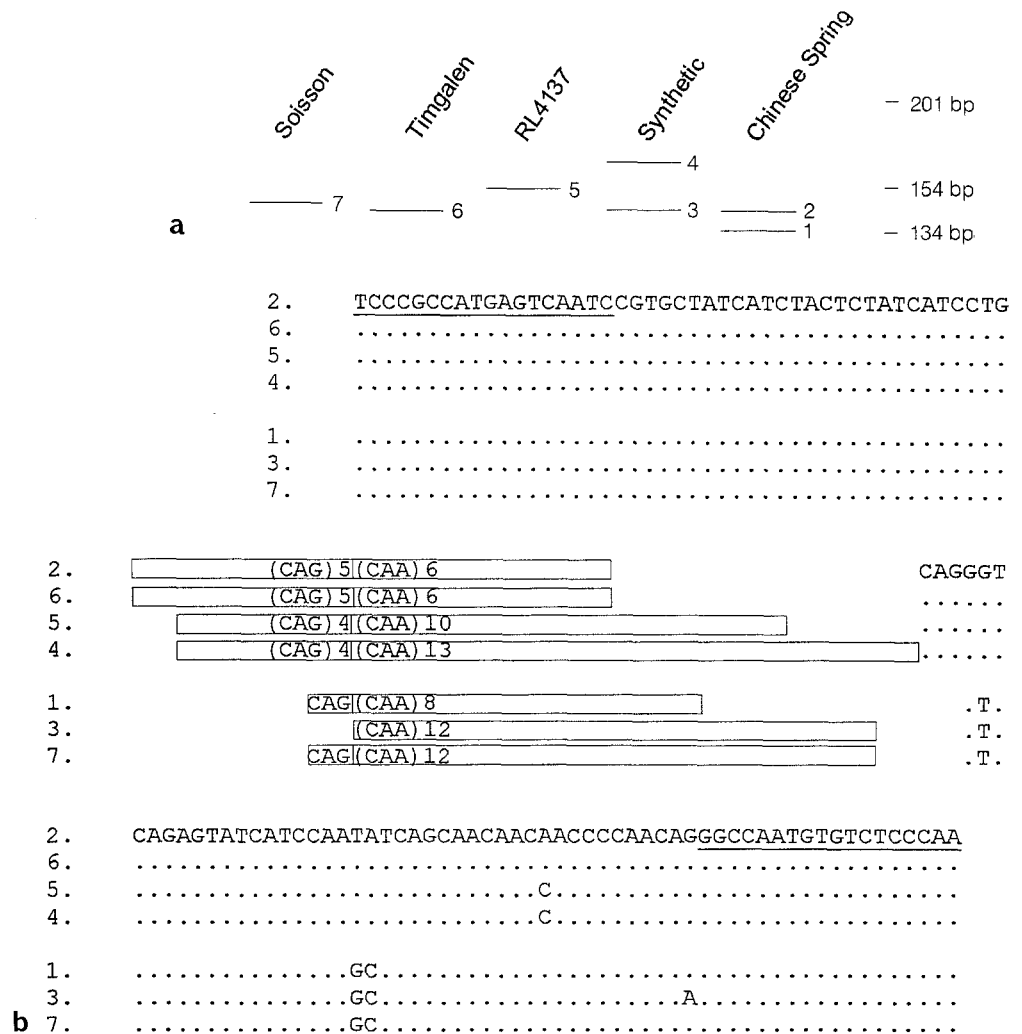 Soisson Timgalen RL4137 Synthetic Chinese Spring
201 bp
4
154 bp
5
7
6
3
2
1
134 bp
a
2. TCCCGCCATGAGTCAATCCGTGCTATCATCTACTCTATCATCCTG
6. .............................................
5. .............................................
4. .............................................
1. .............................................
3. .............................................
7. .............................................
2. (CAG)5(CAA)6 CAGGGT
6. (CAG)5(CAA)6 ......
5. (CAG)4(CAA)10 ......
4. (CAG)4(CAA)13 ......
1. CAG(CAA)8 .T.
3. (CAA)12 .T.
7. CAG(CAA)12 .T.
2. CAGAGTATCATCCAATATCAGCAACAACAACCCCAACAGGGCCAATGTGTCTCCCAA
6. .........................................................
5. ............................C............................
4. ............................C............................
1. ...............GC........................................
3. ...............GC.....................A..................
b 7. ...............GC........................................